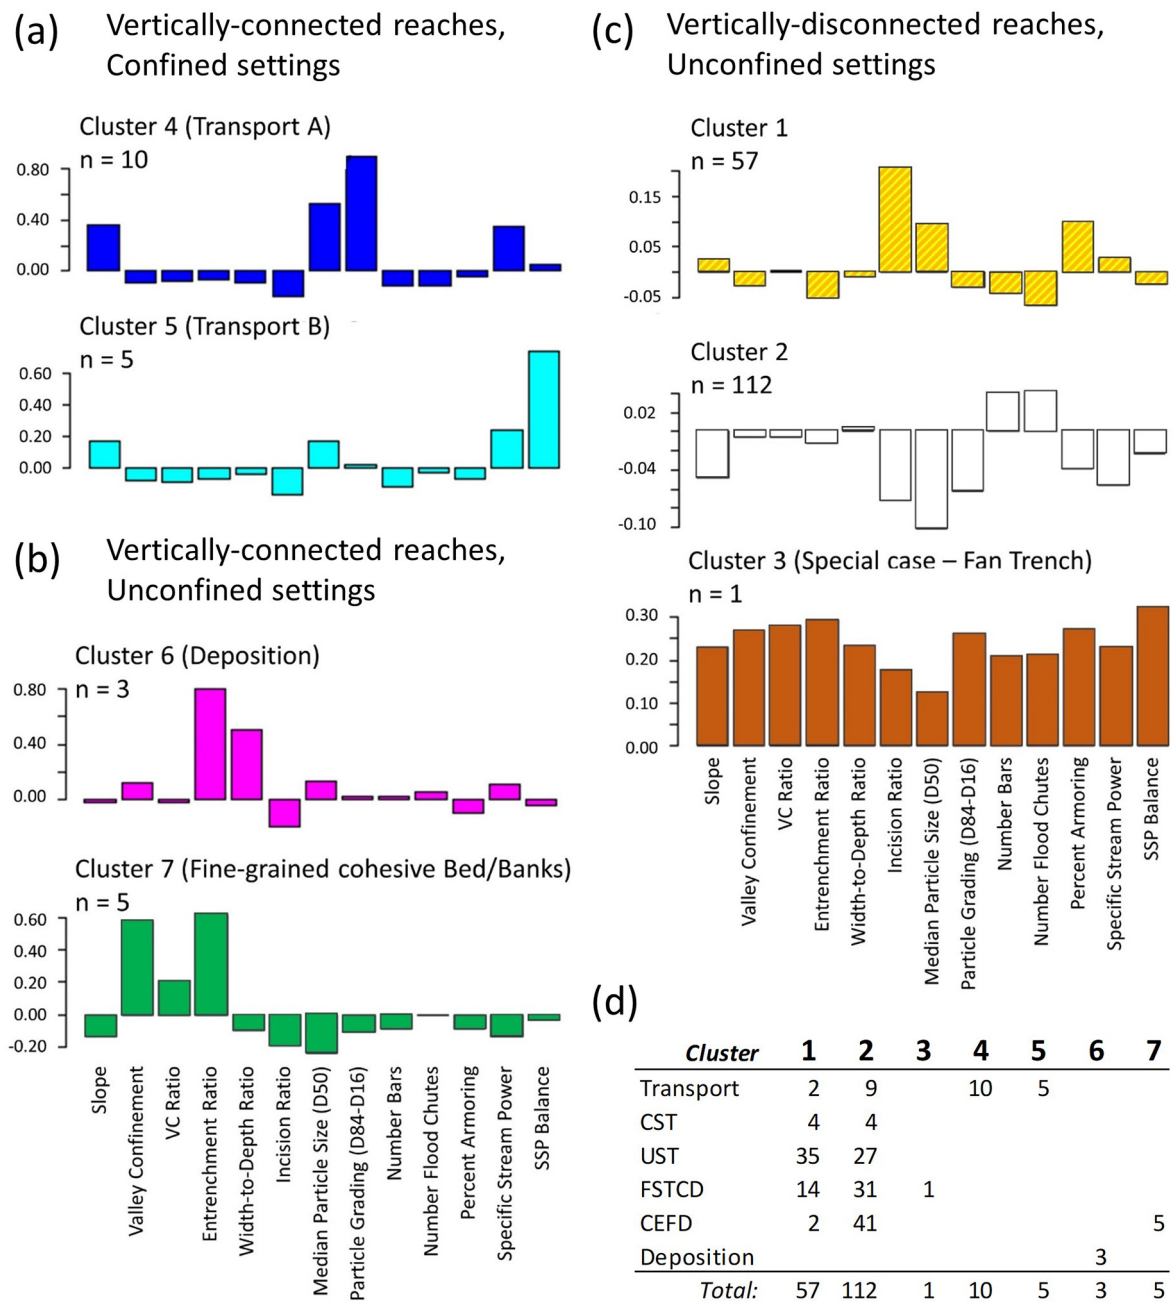 (a) Vertically-connected reaches,
Confined settings
Cluster 4 (Transport A)
n = 10
0.80
0.40
0.00
Cluster 5 (Transport B)
n = 5
0.60
0.40
0.20
0.00
(b) Vertically-connected reaches,
Unconfined settings
Cluster 6 (Deposition)
n = 3
0.80
0.40
0.00
Cluster 7 (Fine-grained cohesive Bed/Banks)
n = 5
0.60
0.40
0.20
0.00
-0.20
Slope
Valley Confinement
VC Ratio
Entrenchment Ratio
Width-to-Depth Ratio
Incision Ratio
Median Particle Size (D50)
Particle Grading (D84-D16)
Number Bars
Number Flood Chutes
Percent Armoring
Specific Stream Power
SSP Balance
(c) Vertically-disconnected reaches,
Unconfined settings
Cluster 1
n = 57
0.15
0.05
-0.05
Cluster 2
n = 112
0.02
-0.04
-0.10
Cluster 3 (Special case – Fan Trench)
n = 1
0.30
0.20
0.10
0.00
Slope
Valley Confinement
VC Ratio
Entrenchment Ratio
Width-to-Depth Ratio
Incision Ratio
Median Particle Size (D50)
Particle Grading (D84-D16)
Number Bars
Number Flood Chutes
Percent Armoring
Specific Stream Power
SSP Balance
(d)
Cluster 1 2 3 4 5 6 7
Transport 2 9 10 5
CST 4 4
UST 35 27
FSTCD 14 31 1
CEFD 2 41 5
Deposition 3
Total: 57 112 1 10 5 3 5